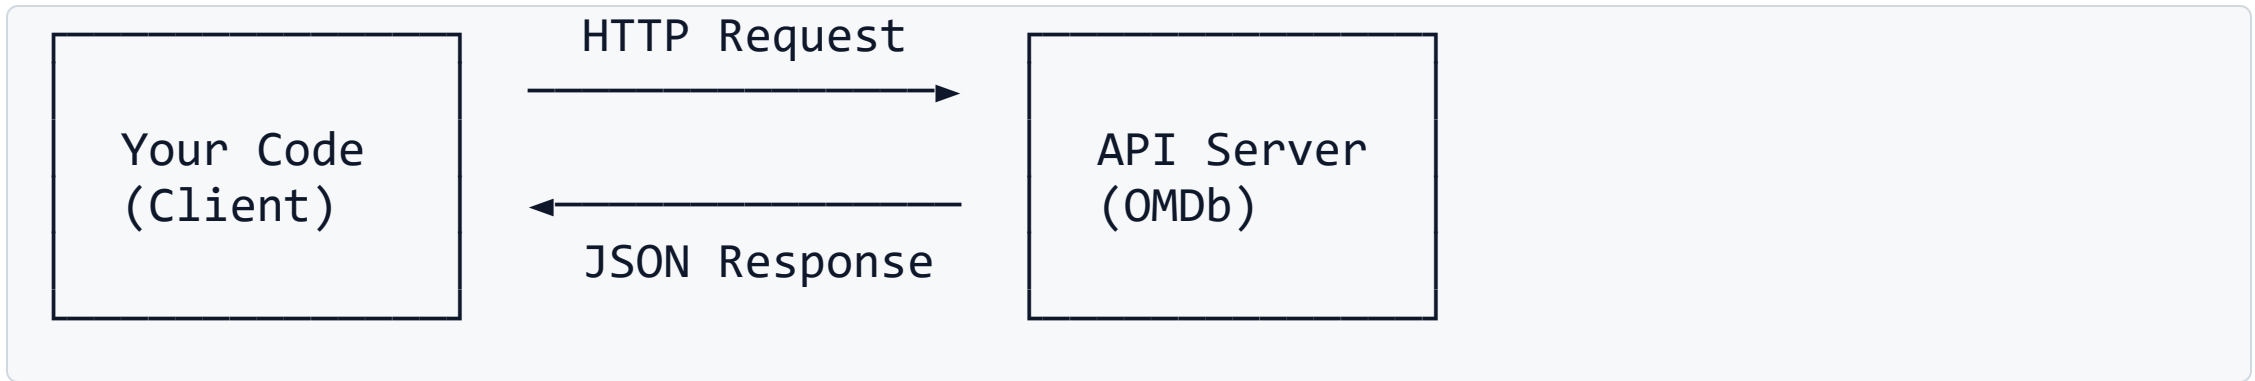 HTTP Request
Your Code
(Client)
API Server
(OMDb)
JSON Response